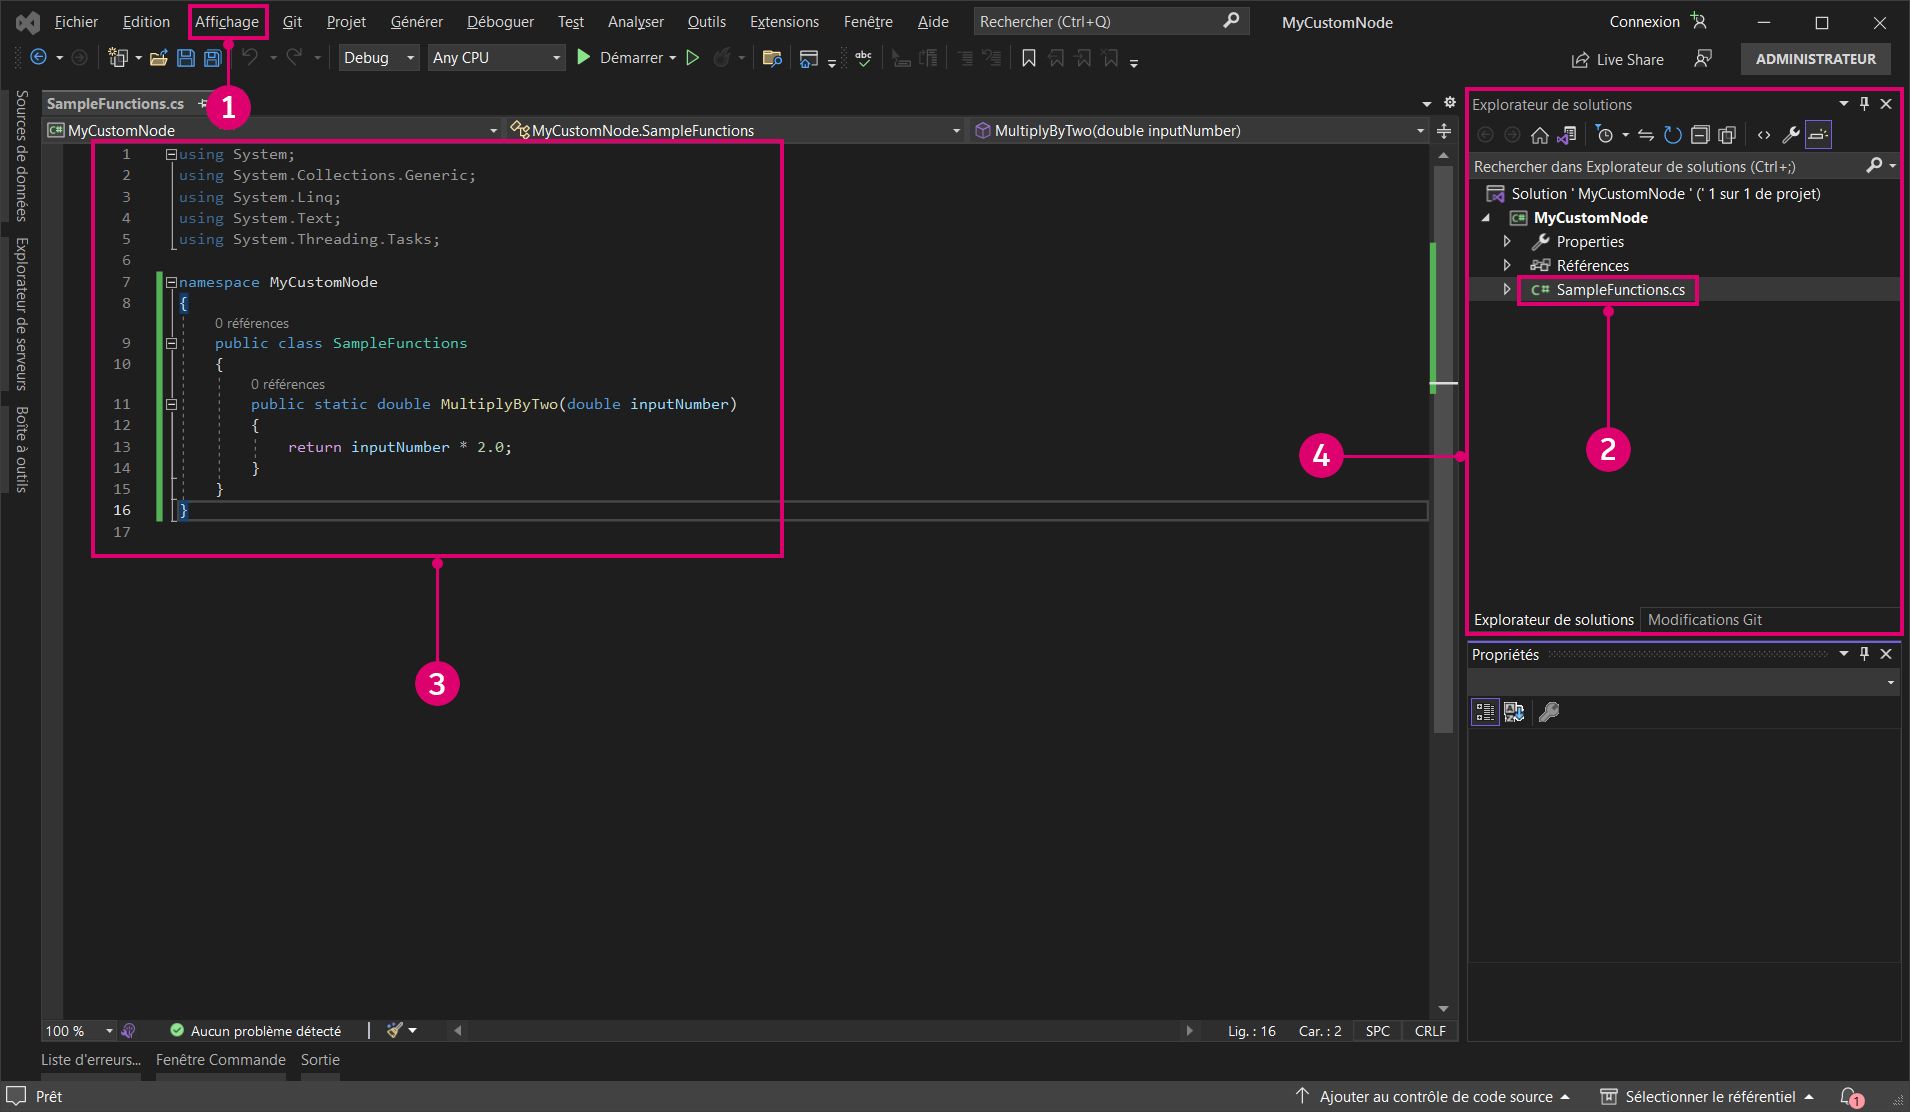 Fichier Edition Affichage Git Projet Générer Déboguer Test Analyser Outils Extensions Fenêtre Aide Rechercher (Ctrl+Q) MyCustomNode Connexion
Debug Any CPU Démarrer abc Live Share ADMINISTRATEUR
1
Sources de données
Explorateur de serveurs
Boîte à outils
SampleFunctions.cs
C# MyCustomNode MyCustomNode.SampleFunctions MultiplyByTwo(double inputNumber)
1 using System;
2 using System.Collections.Generic;
3 using System.Linq;
4 using System.Text;
5 using System.Threading.Tasks;
6
7 namespace MyCustomNode
8 {
0 références
9 public class SampleFunctions
10 {
0 références
11 public static double MultiplyByTwo(double inputNumber)
12 {
13 return inputNumber * 2.0;
14 }
15 }
16 }
17
3
4
Explorateur de solutions
Rechercher dans Explorateur de solutions (Ctrl+;)
Solution ' MyCustomNode ' (' 1 sur 1 de projet)
C# MyCustomNode
Properties
Références
C# SampleFunctions.cs
2
Explorateur de solutions Modifications Git
Propriétés
100 % Aucun problème détecté Lig. : 16 Car. : 2 SPC CRLF
Liste d'erreurs... Fenêtre Commande Sortie
Prêt Ajouter au contrôle de code source Sélectionner le référentiel 1